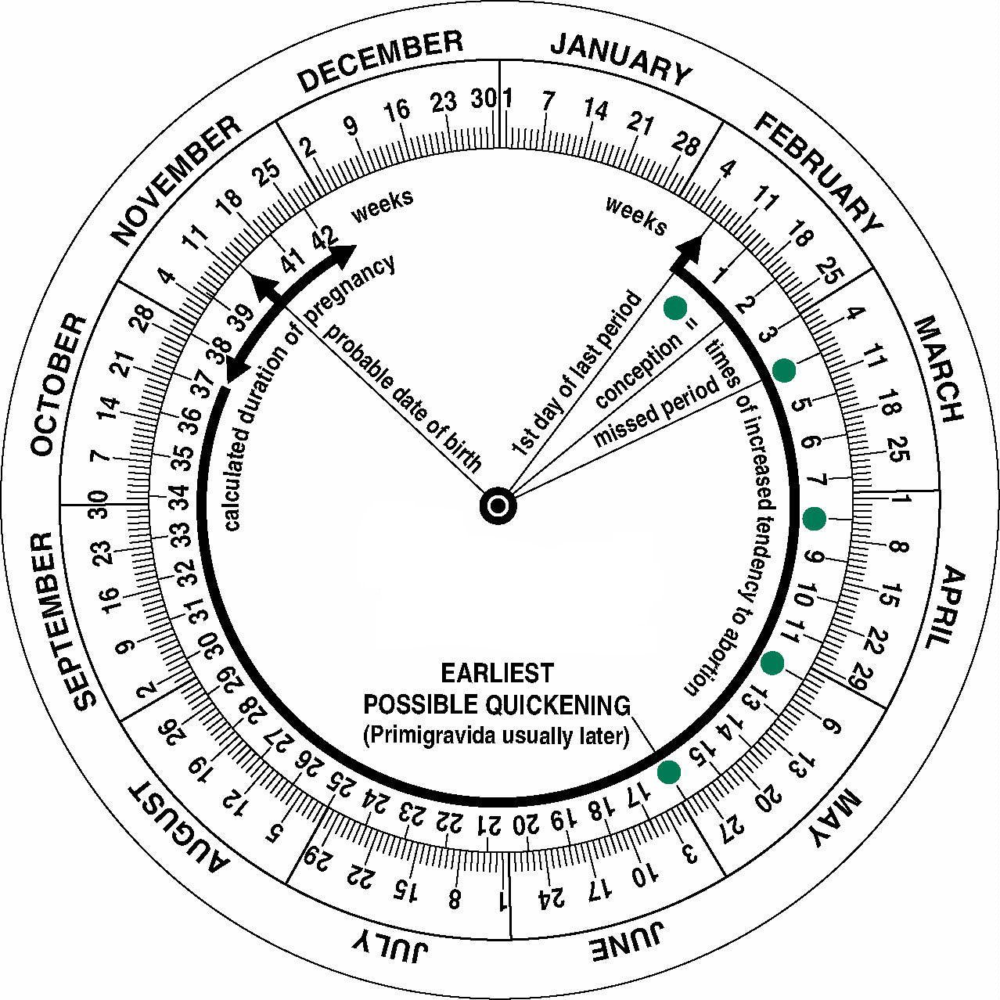 JANUARY
1 7 14 21 28
FEBRUARY
4 11 18 25
MARCH
4 11 18 25
APRIL
1 8 15 22 29
MAY
6 13 20 27
JUNE
3 10 17 24
JULY
1 8 15 22 29
AUGUST
5 12 19 26
SEPTEMBER
2 9 16 23 30
OCTOBER
7 14 21 28
NOVEMBER
4 11 18 25
DECEMBER
2 9 16 23 30
weeks
1 2 3 5 6 7 9 10 11 13 14 15 17 18 19 20 21 22 23 24 25 26 27 28 29 30 31 32 33 34 35 36 37 38 39 41 42
weeks
1st day of last period
conception "
missed period
times of increased tendency to abortion
calculated duration of pregnancy
probable date of birth
EARLIEST
POSSIBLE QUICKENING
(Primigravida usually later)